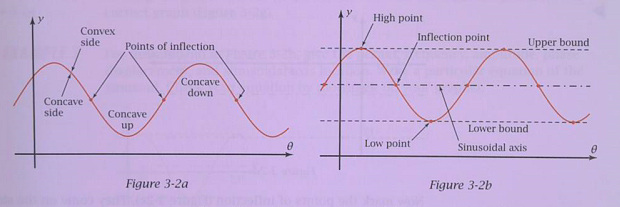 y
Convex
side
Points of inflection
Concave
side
Concave
up
Concave
down
θ
Figure 3-2a
y
High point
Inflection point
Upper bound
Low point
Lower bound
Sinusoidal axis
θ
Figure 3-2b